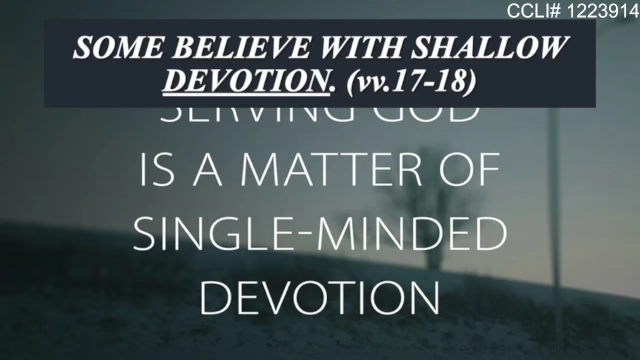 CCLI# 1223914
SOME BELIEVE WITH SHALLOW
DEVOTION. (vv.17-18)
SERVING GOD
IS A MATTER OF
SINGLE-MINDED
DEVOTION